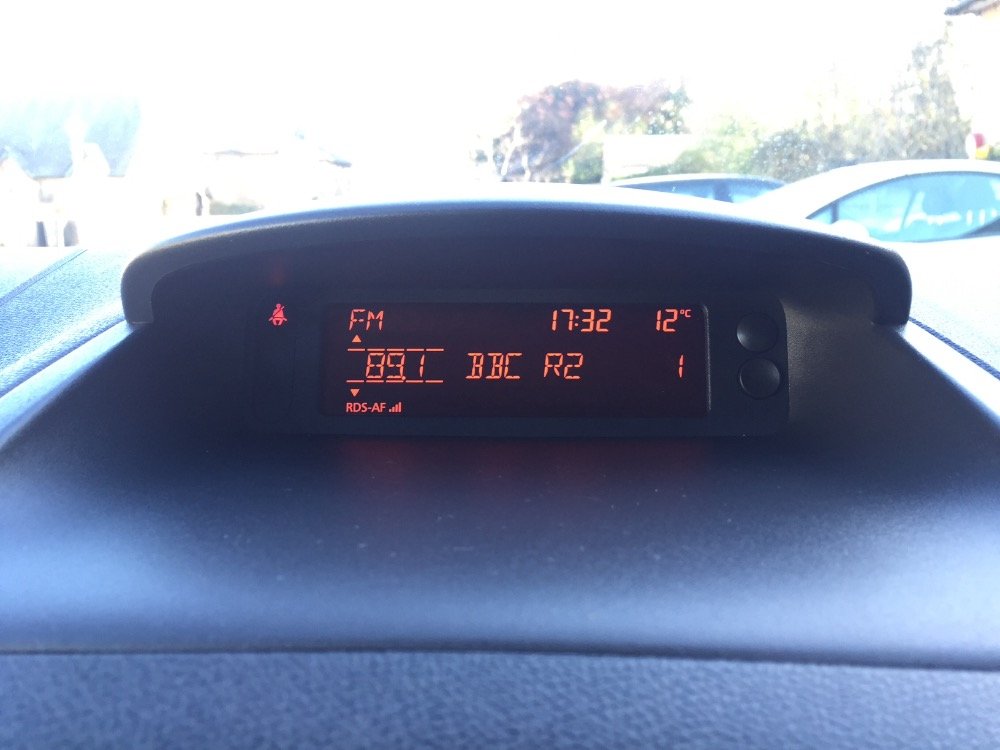 FM 17:32 12°C
89.1 BBC R2 1
RDS-AF